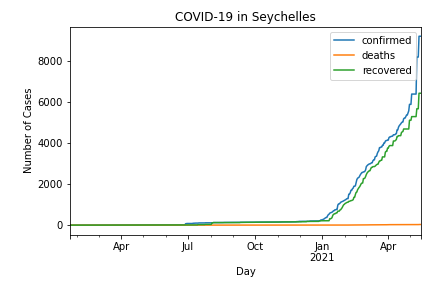 COVID-19 in Seychelles
confirmed
deaths
recovered
8000
6000
4000
2000
0
Number of Cases
Apr
Jul
Oct
Jan
2021
Apr
Day